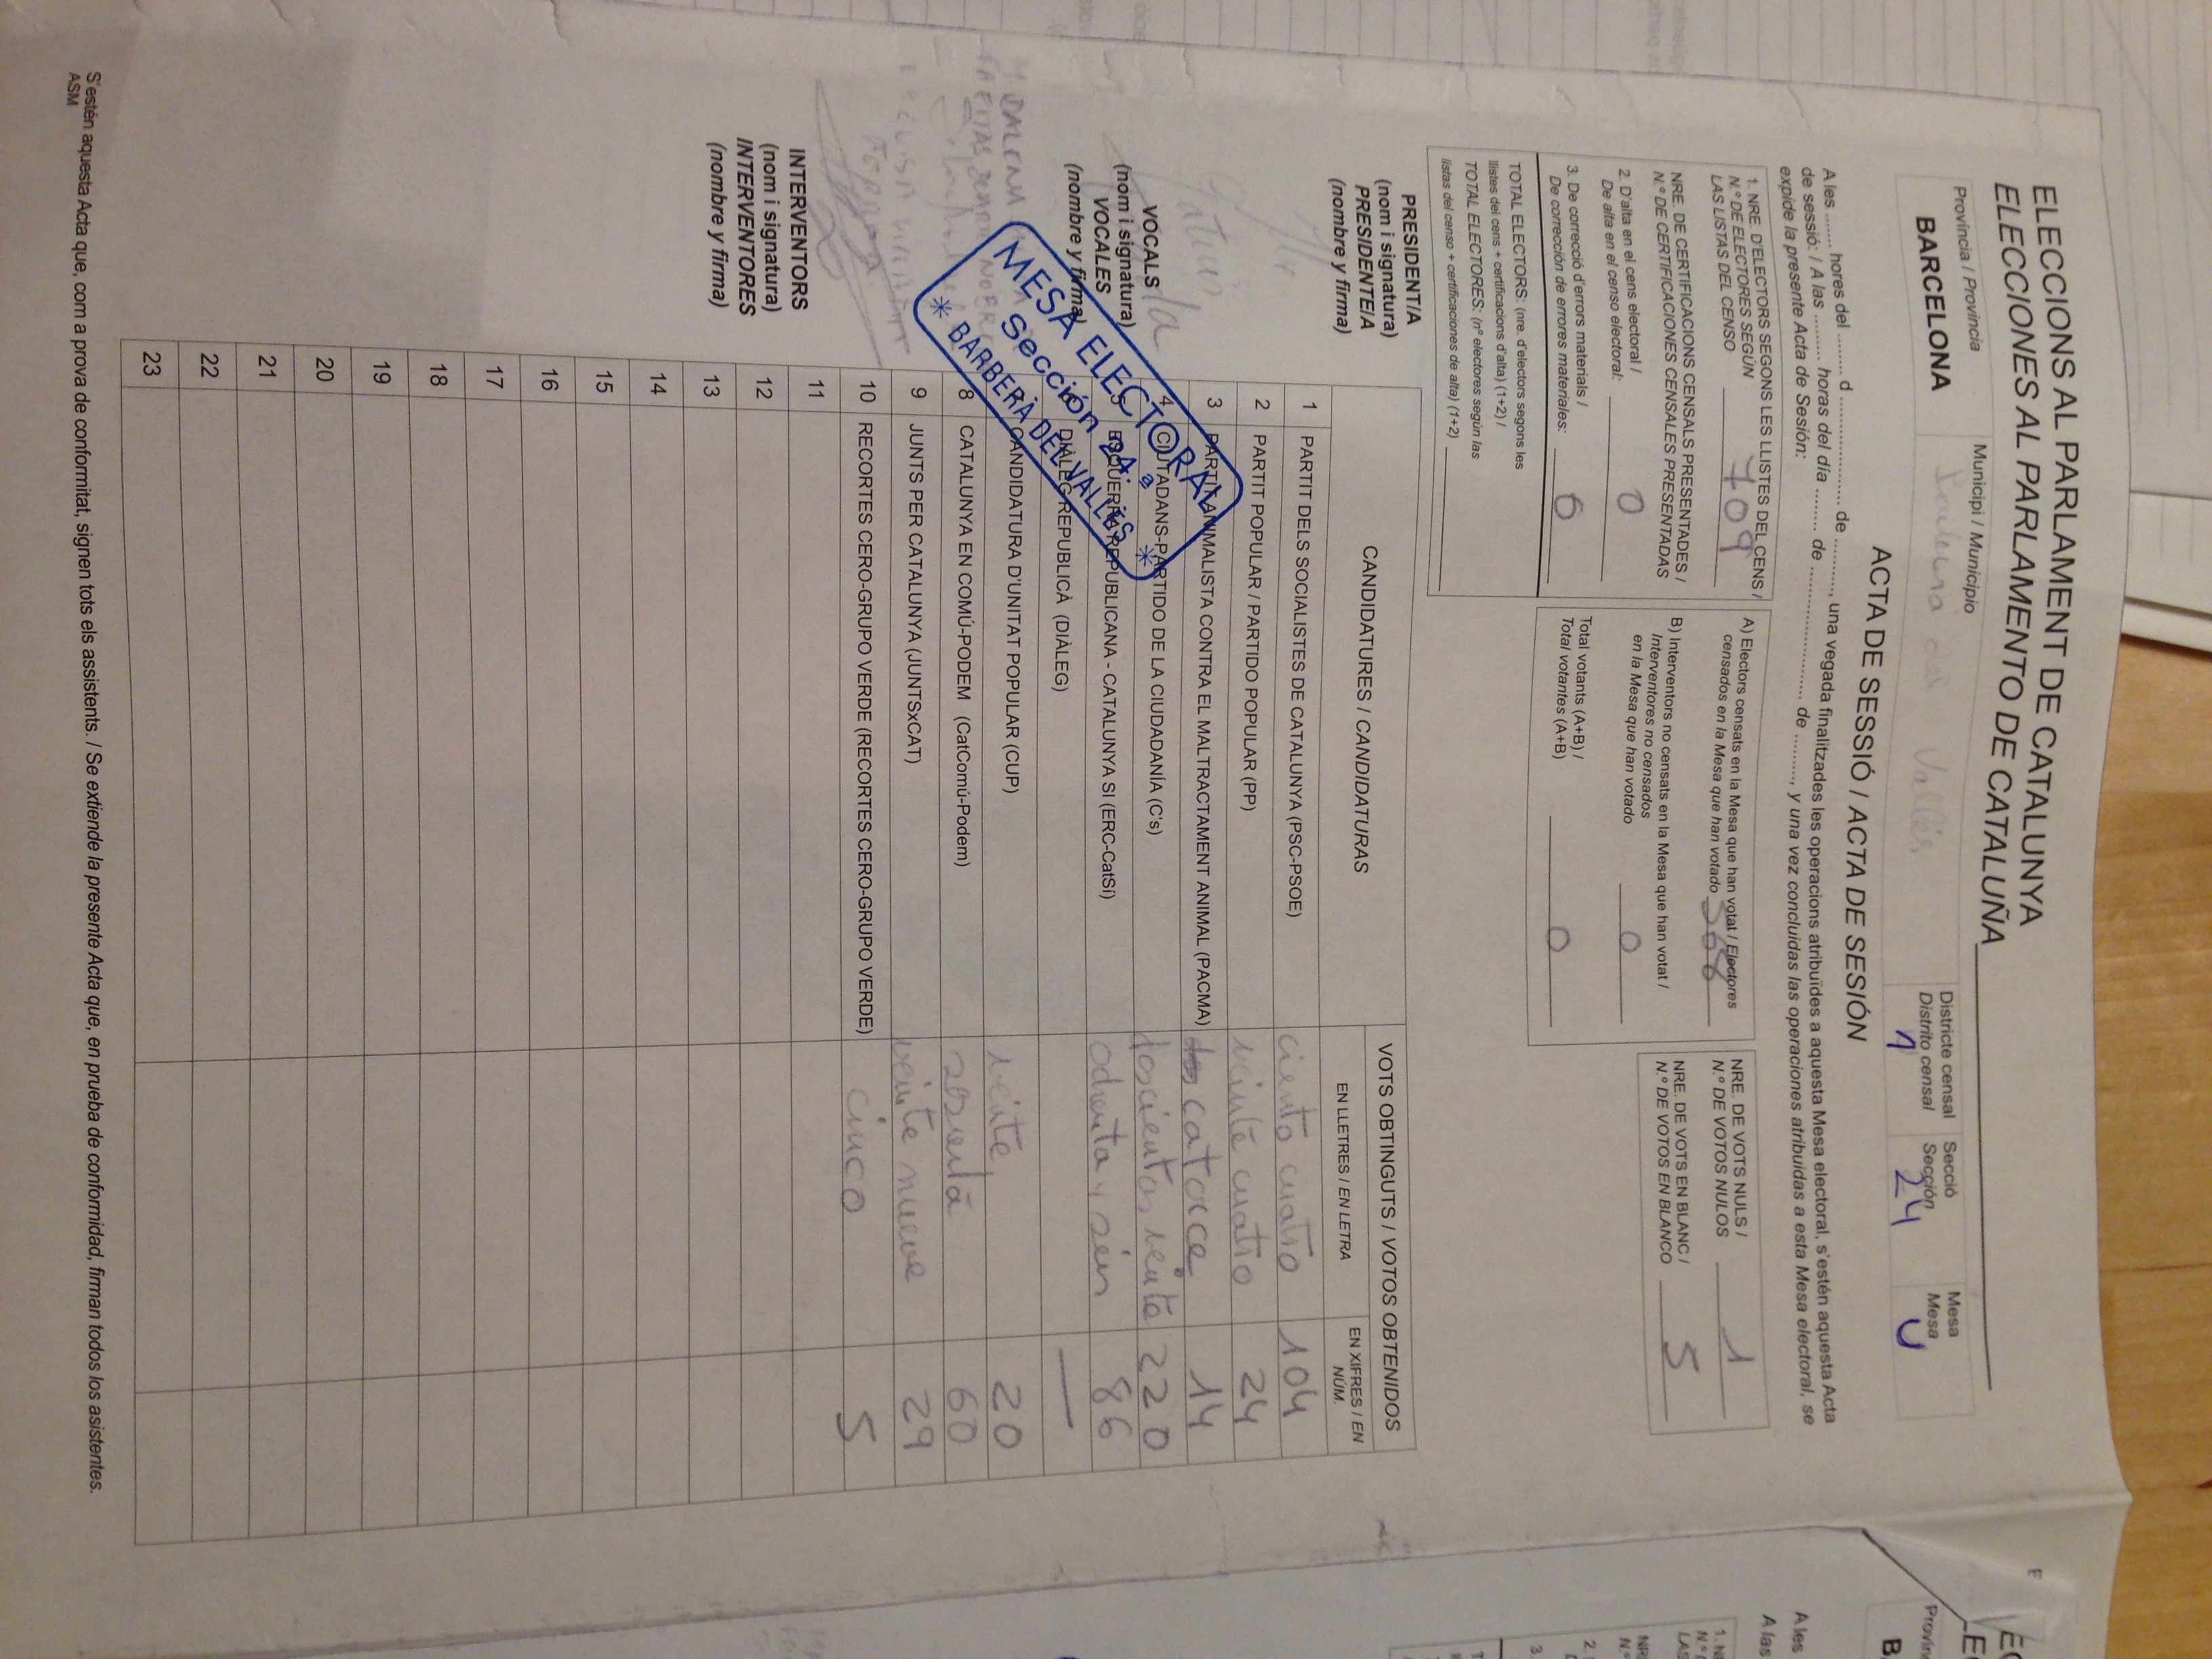 ELECCIONS AL PARLAMENT DE CATALUNYA
ELECCIONES AL PARLAMENTO DE CATALUÑA
Província / Provincia
BARCELONA
Municipi / Municipio
Vallés
Districte censal
Distrito censal
1
Secció
Sección
24
Mesa
Mesa
U
ACTA DE SESSIÓ / ACTA DE SESIÓN
A les ........ hores del ........ d ........................ de ........, una vegada finalitzades les operacions atribuïdes a aquesta Mesa electoral, s'estén aquesta Acta
de sessió: / A las ........ horas del día ........ de ........................ de ........, y una vez concluidas las operaciones atribuidas a esta Mesa electoral, se
expide la presente Acta de Sesión:
1. NRE. D'ELECTORS SEGONS LES LLISTES DEL CENS /
N.º DE ELECTORES SEGÚN
LAS LISTAS DEL CENSO 709
NRE. DE CERTIFICACIONS CENSALS PRESENTADES /
N.º DE CERTIFICACIONES CENSALES PRESENTADAS
2. D'alta en el cens electoral /
De alta en el censo electoral: 0
3. De correcció d'errors materials /
De corrección de errores materiales: 0
TOTAL ELECTORS: (nre. d'electors segons les
llistes del cens + certificacions d'alta) (1+2) /
TOTAL ELECTORES: (nº electores según las
listas del censo + certificaciones de alta) (1+2)
A) Electors censats en la Mesa que han votat / Electores
censados en la Mesa que han votado 568
B) Interventors no censats en la Mesa que han votat /
Interventores no censados
en la Mesa que han votado 0
Total votants (A+B) /
Total votantes (A+B) 0
NRE. DE VOTS NULS /
N.º DE VOTOS NULOS 1
NRE. DE VOTS EN BLANC /
N.º DE VOTOS EN BLANCO 5
PRESIDENT/A
(nom i signatura)
PRESIDENTE/A
(nombre y firma)
VOCALS
(nom i signatura)
VOCALES
(nombre y firma)
INTERVENTORS
(nom i signatura)
INTERVENTORES
(nombre y firma)
MESA ELECTORAL
Sección 24 ª
* BARBERÀ DEL VALLÈS *
CANDIDATURES / CANDIDATURAS
VOTS OBTINGUTS / VOTOS OBTENIDOS
EN LLETRES / EN LETRA
EN XIFRES / EN NÚM.
1 PARTIT DELS SOCIALISTES DE CATALUNYA (PSC-PSOE) ciento cuatro 104
2 PARTIT POPULAR / PARTIDO POPULAR (PP) veinte cuatro 24
3 PARTIT ANIMALISTA CONTRA EL MALTRACTAMENT ANIMAL (PACMA) catorce 14
4 CIUTADANS-PARTIDO DE LA CIUDADANÍA (C's) doscientos veinte 220
5 ESQUERRA REPUBLICANA - CATALUNYA SI (ERC-CatSí) ochenta y seis 86
6 DIÀLEG REPUBLICÀ (DIÀLEG) —
7 CANDIDATURA D'UNITAT POPULAR (CUP) veinte 20
8 CATALUNYA EN COMÚ-PODEM (CatComú-Podem) sesenta 60
9 JUNTS PER CATALUNYA (JUNTSxCAT) veinte nueve 29
10 RECORTES CERO-GRUPO VERDE (RECORTES CERO-GRUPO VERDE) cinco 5
11
12
13
14
15
16
17
18
19
20
21
22
23
S'estén aquesta Acta que, com a prova de conformitat, signen tots els assistents. / Se extiende la presente Acta que, en prueba de conformidad, firman todos los asistentes.
ASM